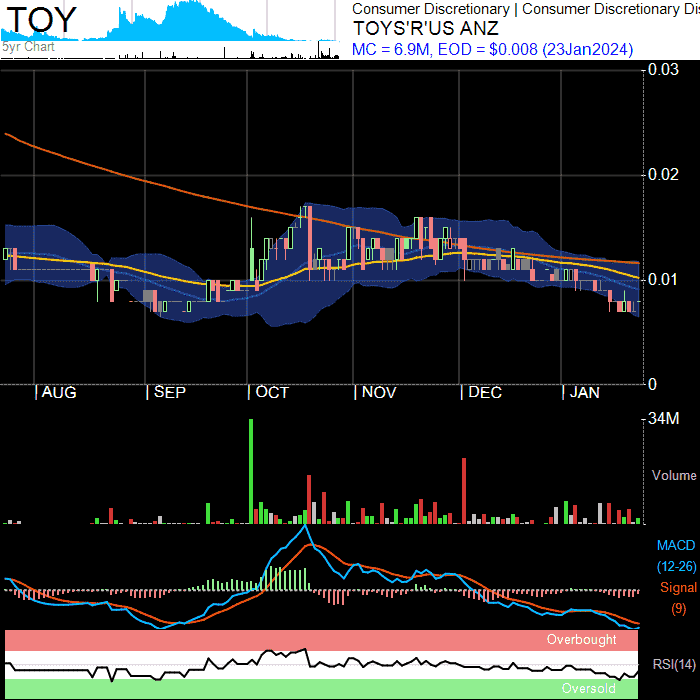 TOY
5yr Chart
Consumer Discretionary | Consumer Discretionary Dis
TOYS'R'US ANZ
MC = 6.9M, EOD = $0.008 (23Jan2024)
0.03
0.02
0.01
0
| AUG | SEP | OCT | NOV | DEC | JAN
34M
Volume
MACD
(12-26)
Signal
(9)
Overbought
RSI(14)
Oversold